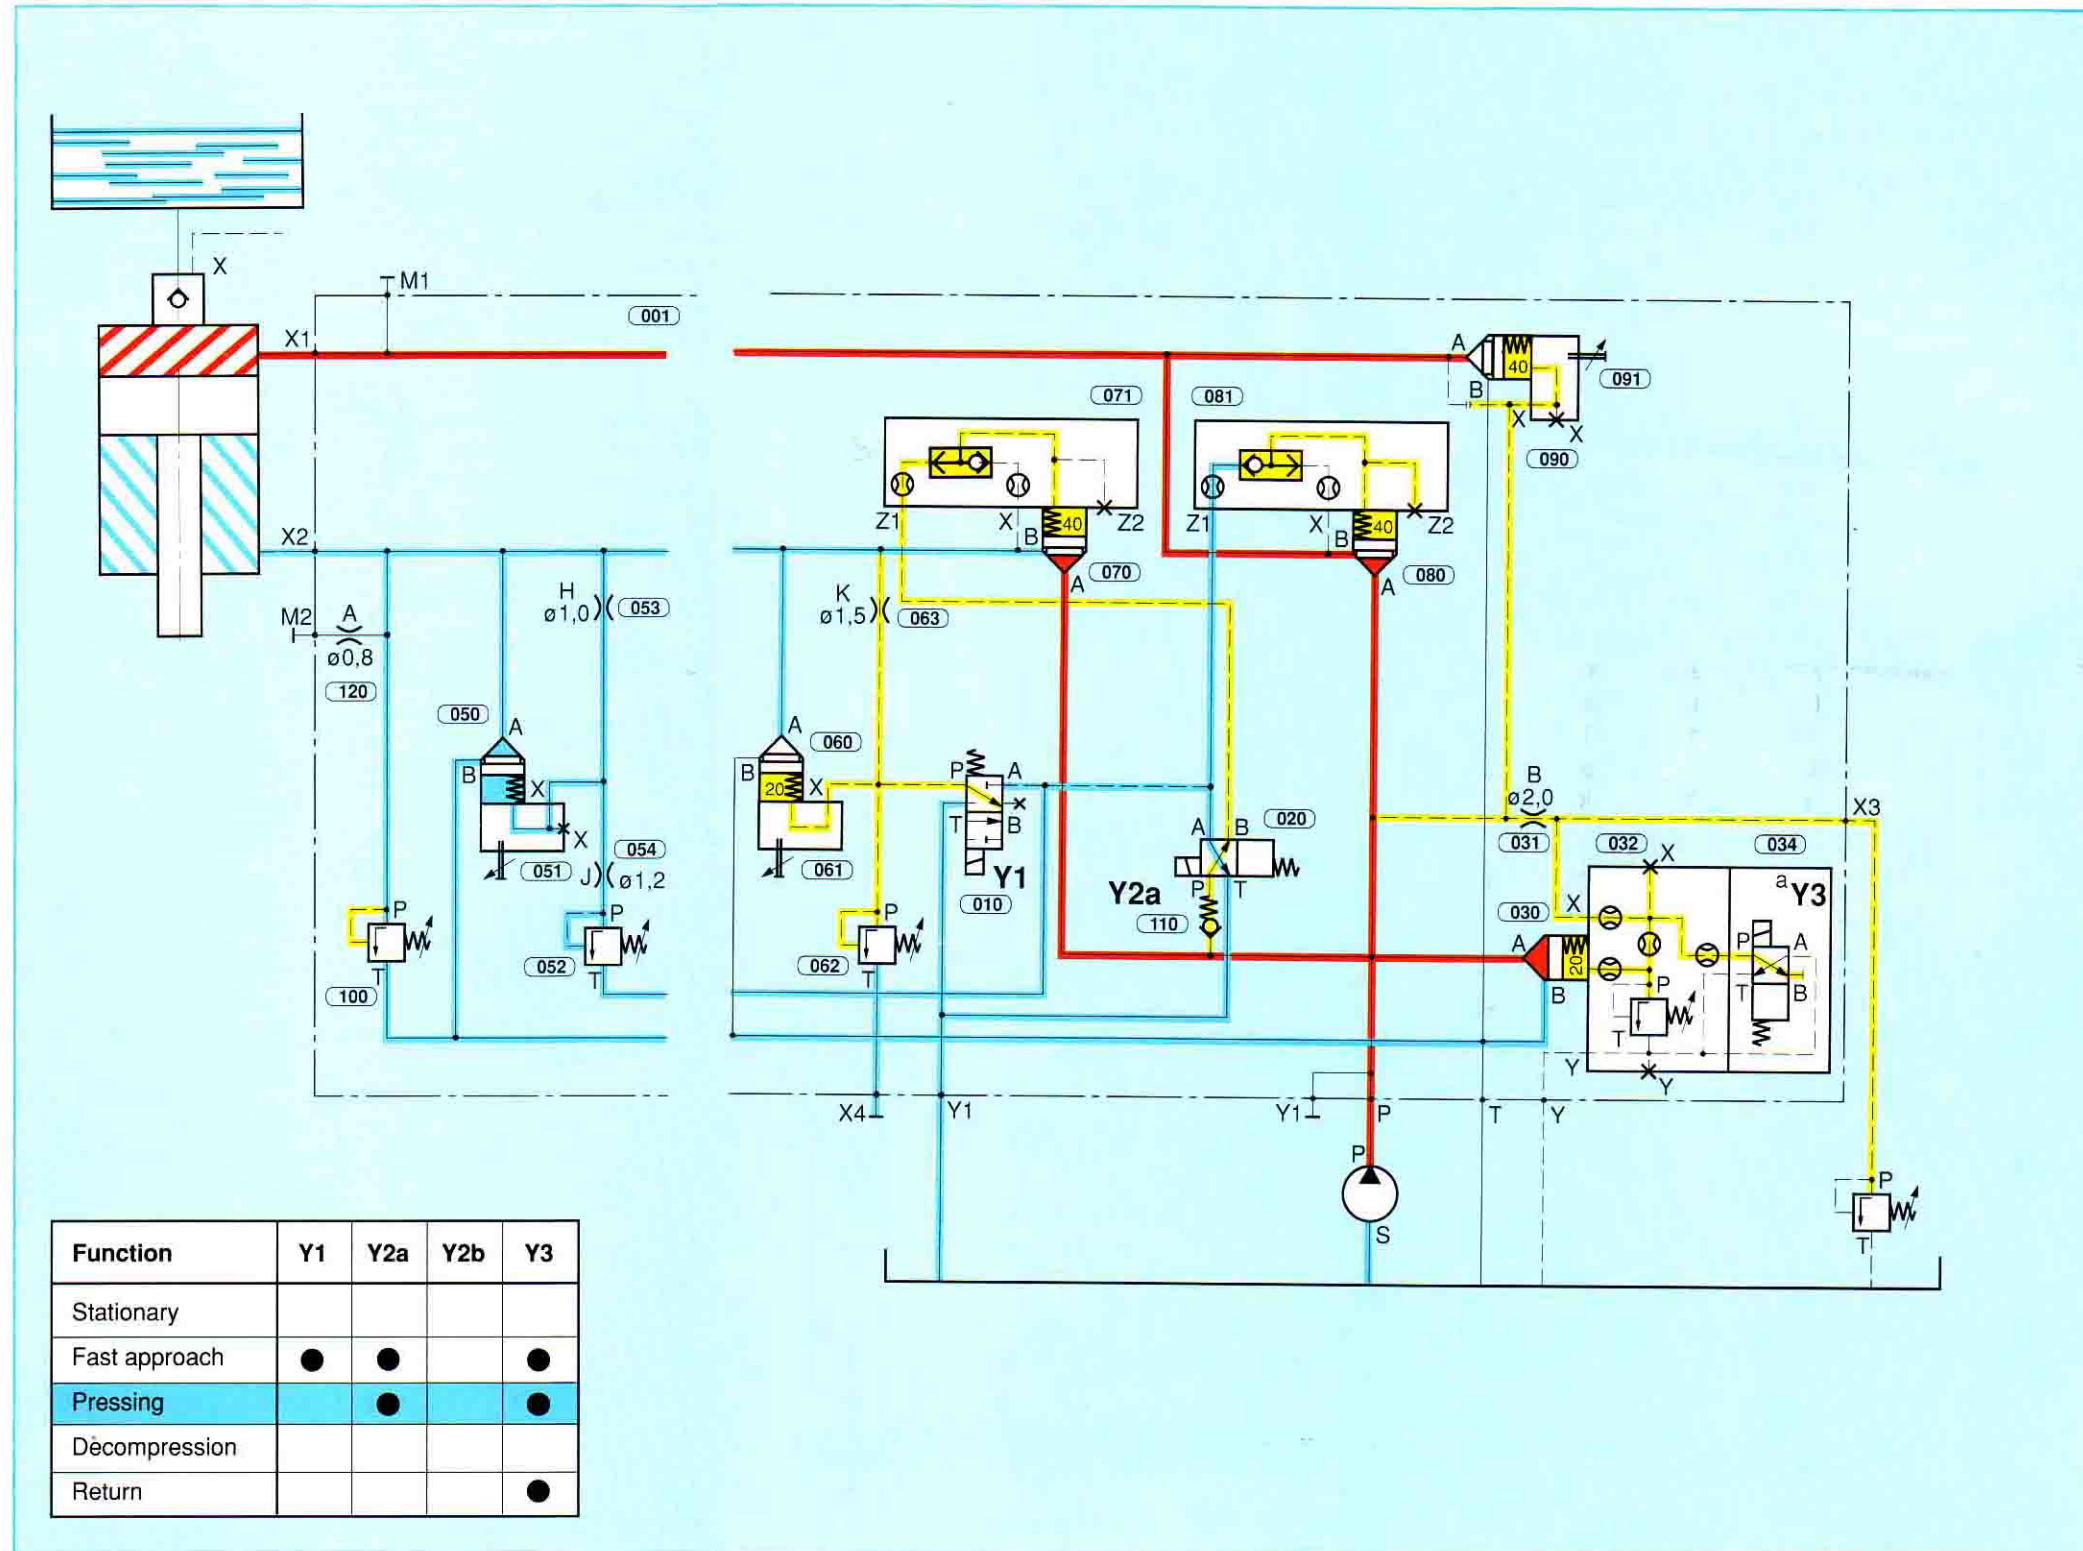 X
M1
001
X1
A
40
091
B
X
X
090
071
081
Z1
X
40
Z2
B
A
070
Z1
X
40
Z2
B
A
080
X2
H
ø1,0
053
K
ø1,5
063
M2
A
ø0,8
120
050
A
B
X
X
051
054
J
ø1,2
A
060
B
20
X
061
P
A
T
B
Y1
010
A
B
020
P
T
Y2a
110
B
ø2,0
031
032
X
034
X3
a
Y3
030
X
A
20
B
P
A
T
B
P
T
Y
Y
P
T
100
P
052
T
P
062
T
X4
Y1
Y1
P
T
Y
P
S
P
T
Function Y1 Y2a Y2b Y3
Stationary
Fast approach ● ● ●
Pressing ● ●
Decompression
Return ●